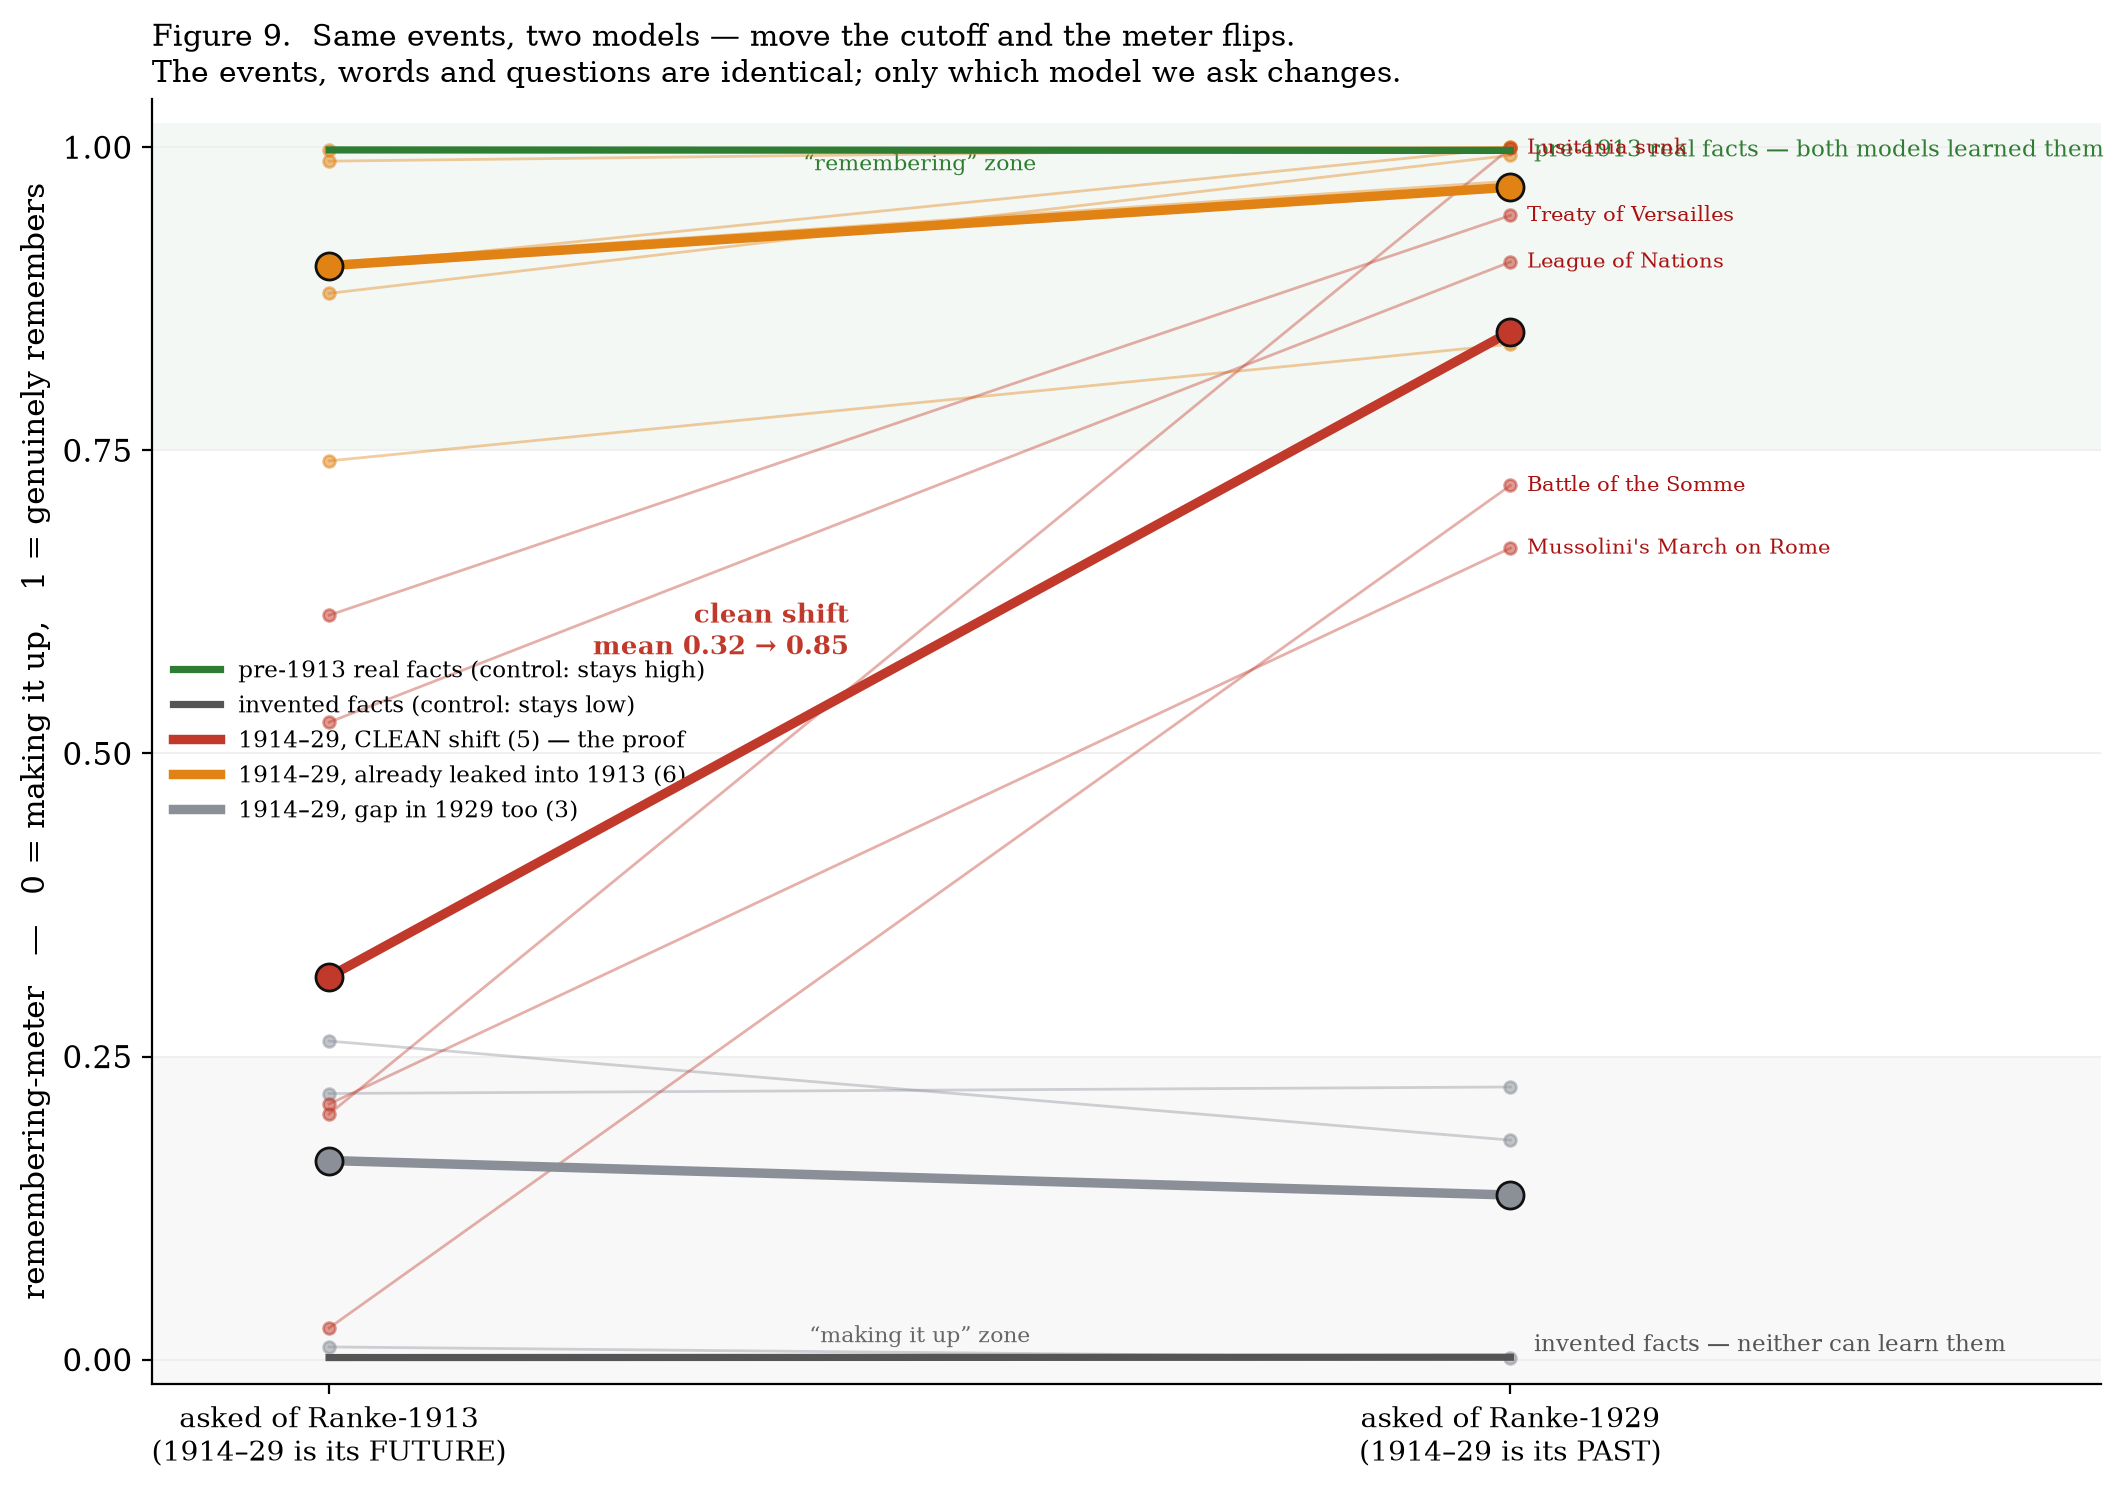 Figure 9.  Same events, two models — move the cutoff and the meter flips.
The events, words and questions are identical; only which model we ask changes.
remembering-meter — 0 = making it up, 1 = genuinely remembers
1.00
0.75
0.50
0.25
0.00
“remembering” zone
Lusitania sunk
pre-1913 real facts — both models learned them
Treaty of Versailles
League of Nations
Battle of the Somme
Mussolini's March on Rome
clean shift
mean 0.32 → 0.85
pre-1913 real facts (control: stays high)
invented facts (control: stays low)
1914–29, CLEAN shift (5) — the proof
1914–29, already leaked into 1913 (6)
1914–29, gap in 1929 too (3)
“making it up” zone
invented facts — neither can learn them
asked of Ranke-1913
(1914–29 is its FUTURE)
asked of Ranke-1929
(1914–29 is its PAST)